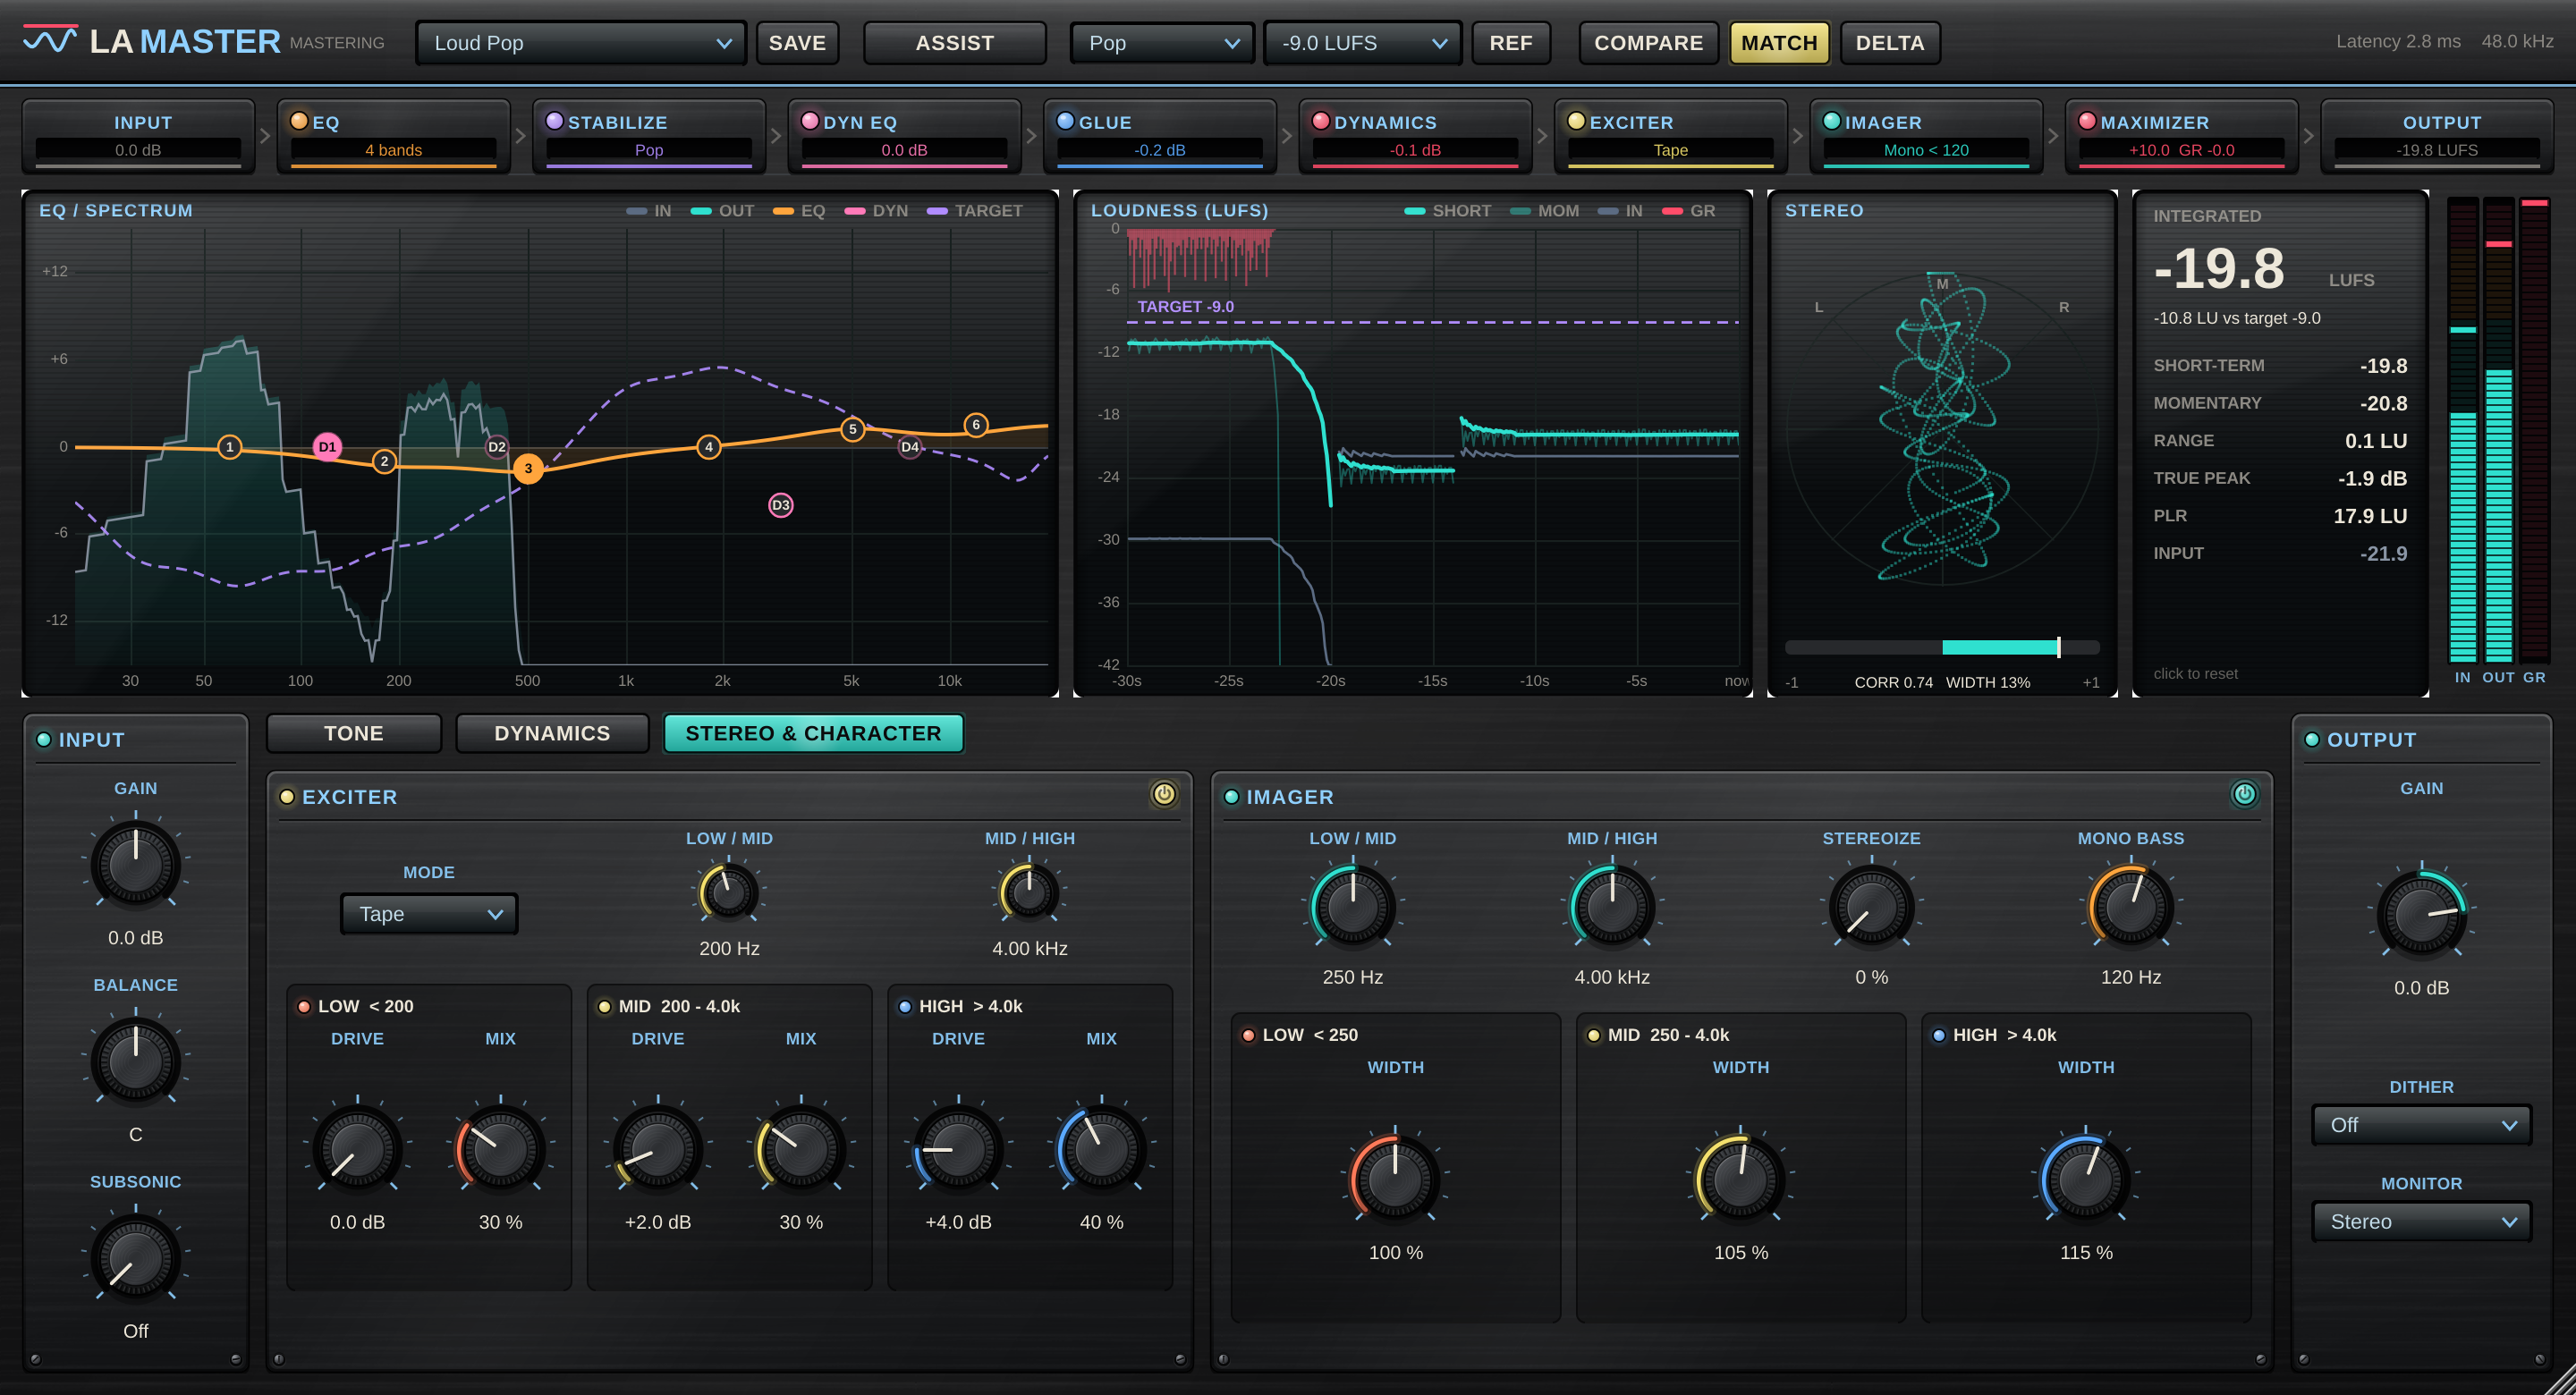 LA MASTER MASTERING
Loud Pop
SAVE
ASSIST
Pop
-9.0 LUFS
REF
COMPARE
MATCH
DELTA
Latency 2.8 ms 48.0 kHz
INPUT
0.0 dB
EQ
4 bands
STABILIZE
Pop
DYN EQ
0.0 dB
GLUE
-0.2 dB
DYNAMICS
-0.1 dB
EXCITER
Tape
IMAGER
Mono < 120
MAXIMIZER
+10.0 GR -0.0
OUTPUT
-19.8 LUFS
EQ / SPECTRUM
IN OUT EQ DYN TARGET
+12
+6
0
-6
-12
1 D1 2 D2 3 4 D3 5 D4 6
30 50 100 200 500 1k 2k 5k 10k
LOUDNESS (LUFS)
SHORT MOM IN GR
0
-6
TARGET -9.0
-12
-18
-24
-30
-36
-42
-30s -25s -20s -15s -10s -5s now
STEREO
L M R
-1 CORR 0.74 WIDTH 13% +1
INTEGRATED
-19.8 LUFS
-10.8 LU vs target -9.0
SHORT-TERM -19.8
MOMENTARY -20.8
RANGE 0.1 LU
TRUE PEAK -1.9 dB
PLR 17.9 LU
INPUT -21.9
click to reset
IN OUT GR
INPUT
GAIN
0.0 dB
BALANCE
C
SUBSONIC
Off
TONE
DYNAMICS
STEREO & CHARACTER
EXCITER
MODE
Tape
LOW / MID
200 Hz
MID / HIGH
4.00 kHz
LOW < 200
DRIVE MIX
0.0 dB 30 %
MID 200 - 4.0k
DRIVE MIX
+2.0 dB 30 %
HIGH > 4.0k
DRIVE MIX
+4.0 dB 40 %
IMAGER
LOW / MID
250 Hz
MID / HIGH
4.00 kHz
STEREOIZE
0 %
MONO BASS
120 Hz
LOW < 250
WIDTH
100 %
MID 250 - 4.0k
WIDTH
105 %
HIGH > 4.0k
WIDTH
115 %
OUTPUT
GAIN
0.0 dB
DITHER
Off
MONITOR
Stereo